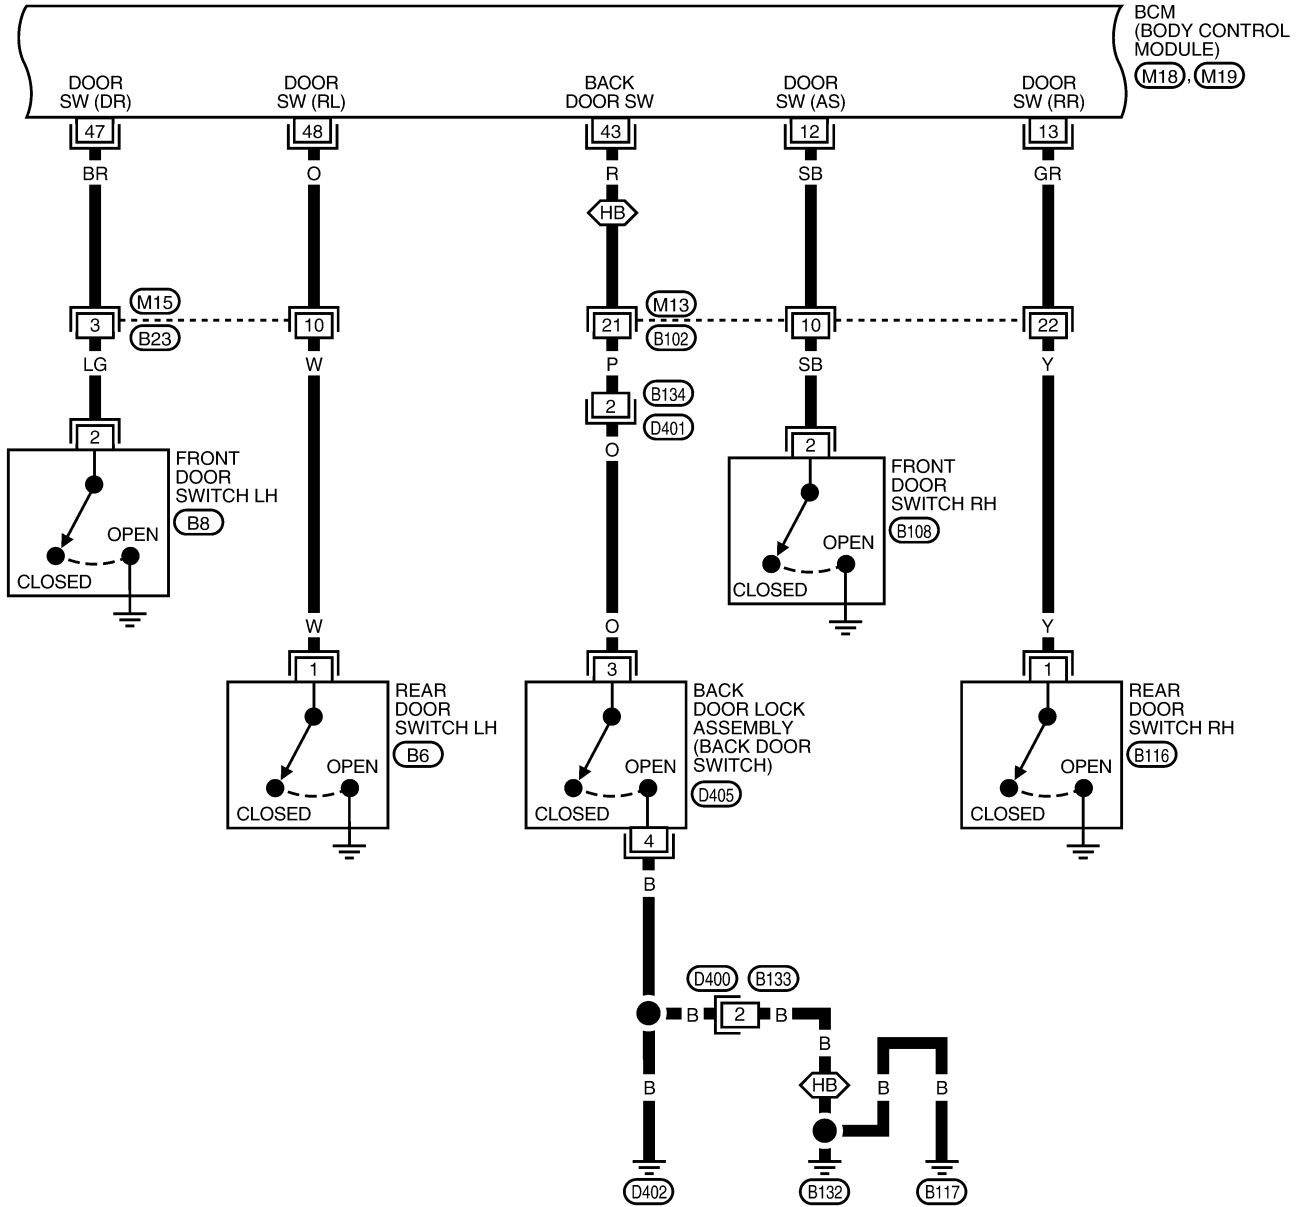 BCM
(BODY CONTROL
MODULE)
M18 , M19
DOOR
SW (DR)
DOOR
SW (RL)
BACK
DOOR SW
DOOR
SW (AS)
DOOR
SW (RR)
47
48
43
12
13
BR
O
R
SB
GR
HB
3
M15
B23
10
21
M13
B102
10
22
LG
W
P
SB
Y
2
B134
D401
O
2
FRONT
DOOR
SWITCH LH
B8
OPEN
CLOSED
2
FRONT
DOOR
SWITCH RH
B108
OPEN
CLOSED
W
O
Y
1
REAR
DOOR
SWITCH LH
B6
OPEN
CLOSED
3
BACK
DOOR LOCK
ASSEMBLY
(BACK DOOR
SWITCH)
D405
OPEN
CLOSED
1
REAR
DOOR
SWITCH RH
B116
OPEN
CLOSED
4
B
D400
B133
B
2
B
B
HB
B
B
B
D402
B132
B117